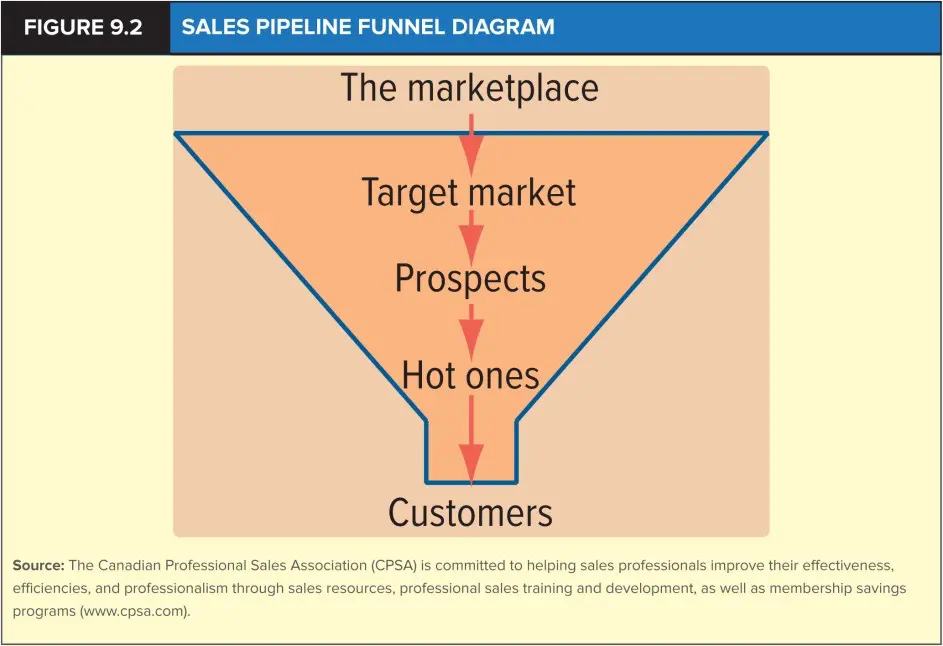 FIGURE 9.2
SALES PIPELINE FUNNEL DIAGRAM
The marketplace
Target market
Prospects
Hot ones
Customers
Source: The Canadian Professional Sales Association (CPSA) is committed to helping sales professionals improve their effectiveness,
efficiencies, and professionalism through sales resources, professional sales training and development, as well as membership savings
programs (www.cpsa.com).